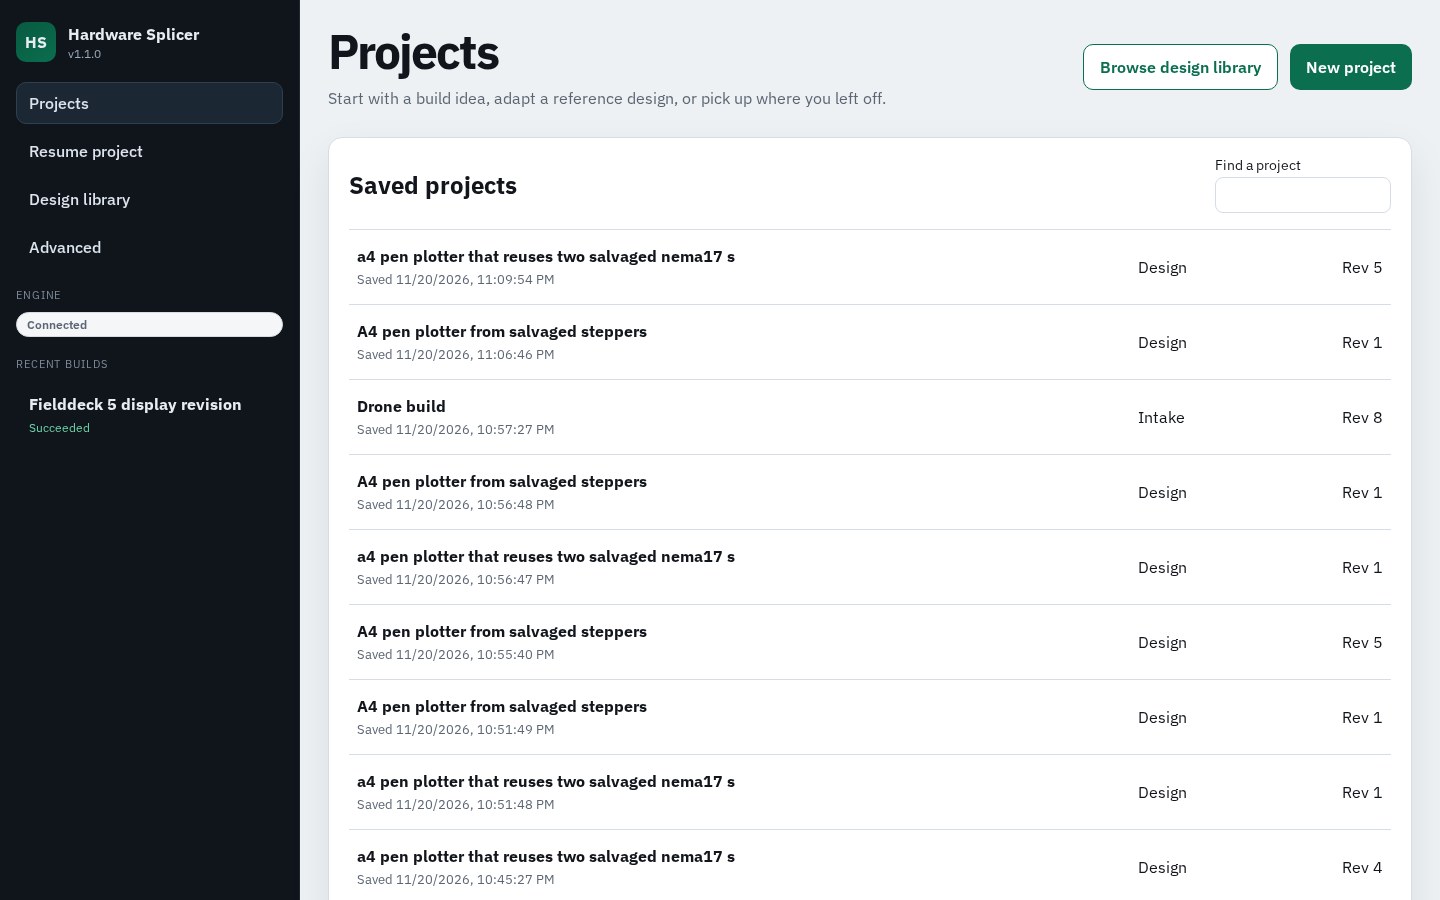 HS
Hardware Splicer
v1.1.0
Projects
Resume project
Design library
Advanced
ENGINE
Connected
RECENT BUILDS
Fielddeck 5 display revision
Succeeded
Projects
Start with a build idea, adapt a reference design, or pick up where you left off.
Browse design library
New project
Saved projects
Find a project
a4 pen plotter that reuses two salvaged nema17 s
Saved 11/20/2026, 11:09:54 PM
Design
Rev 5
A4 pen plotter from salvaged steppers
Saved 11/20/2026, 11:06:46 PM
Design
Rev 1
Drone build
Saved 11/20/2026, 10:57:27 PM
Intake
Rev 8
A4 pen plotter from salvaged steppers
Saved 11/20/2026, 10:56:48 PM
Design
Rev 1
a4 pen plotter that reuses two salvaged nema17 s
Saved 11/20/2026, 10:56:47 PM
Design
Rev 1
A4 pen plotter from salvaged steppers
Saved 11/20/2026, 10:55:40 PM
Design
Rev 5
A4 pen plotter from salvaged steppers
Saved 11/20/2026, 10:51:49 PM
Design
Rev 1
a4 pen plotter that reuses two salvaged nema17 s
Saved 11/20/2026, 10:51:48 PM
Design
Rev 1
a4 pen plotter that reuses two salvaged nema17 s
Saved 11/20/2026, 10:45:27 PM
Design
Rev 4